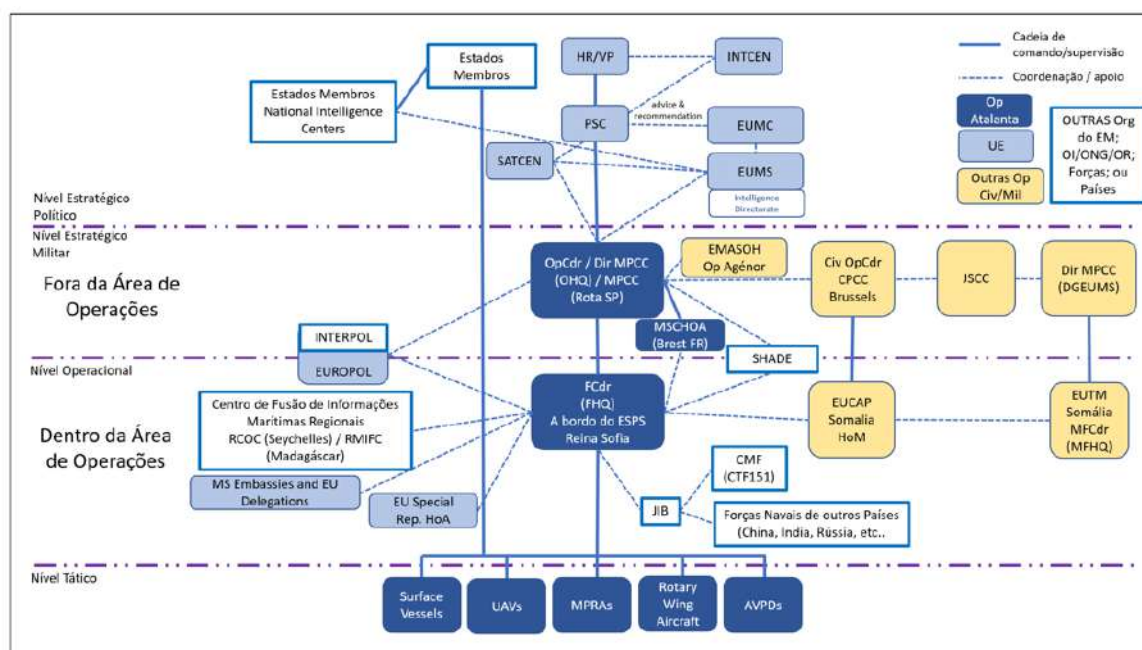 Estados
Membros
HR/VP
INTCEN
Cadeia de
comando/supervisão
Coordenação / apoio
Estados Membros
National Intelligence
Centers
advice &
recommendation
PSC
EUMC
Op
Atalanta
UE
Outras Op
Civ/Mil
OUTRAS Org
do EM;
OI/ONG/OR;
Forças; ou
Países
SATCEN
EUMS
Intelligence
Directorate
Nível Estratégico
Político
Nível Estratégico
Militar
Fora da Área de
Operações
OpCdr / Dir MPCC
(OHQ) / MPCC
(Rota SP)
EMASOH
Op Agénor
Civ OpCdr
CPCC
Brussels
JSCC
Dir MPCC
(DGEUMS)
MSCHOA
(Brest FR)
INTERPOL
EUROPOL
SHADE
Nível Operacional
Dentro da Área
de Operações
Centro de Fusão de Informações
Marítimas Regionais
RCOC (Seychelles) / RMIFC
(Madagáscar)
FCdr
(FHQ)
A bordo do ESPS
Reina Sofia
EUCAP
Somalia
HoM
EUTM
Somália
MFCdr
(MFHQ)
MS Embassies and EU
Delegations
EU Special
Rep. HoA
CMF
(CTF151)
JIB
Forças Navais de outros Países
(China, India, Rússia, etc..
Nível Tático
Surface
Vessels
UAVs
MPRAs
Rotary
Wing
Aircraft
AVPDs